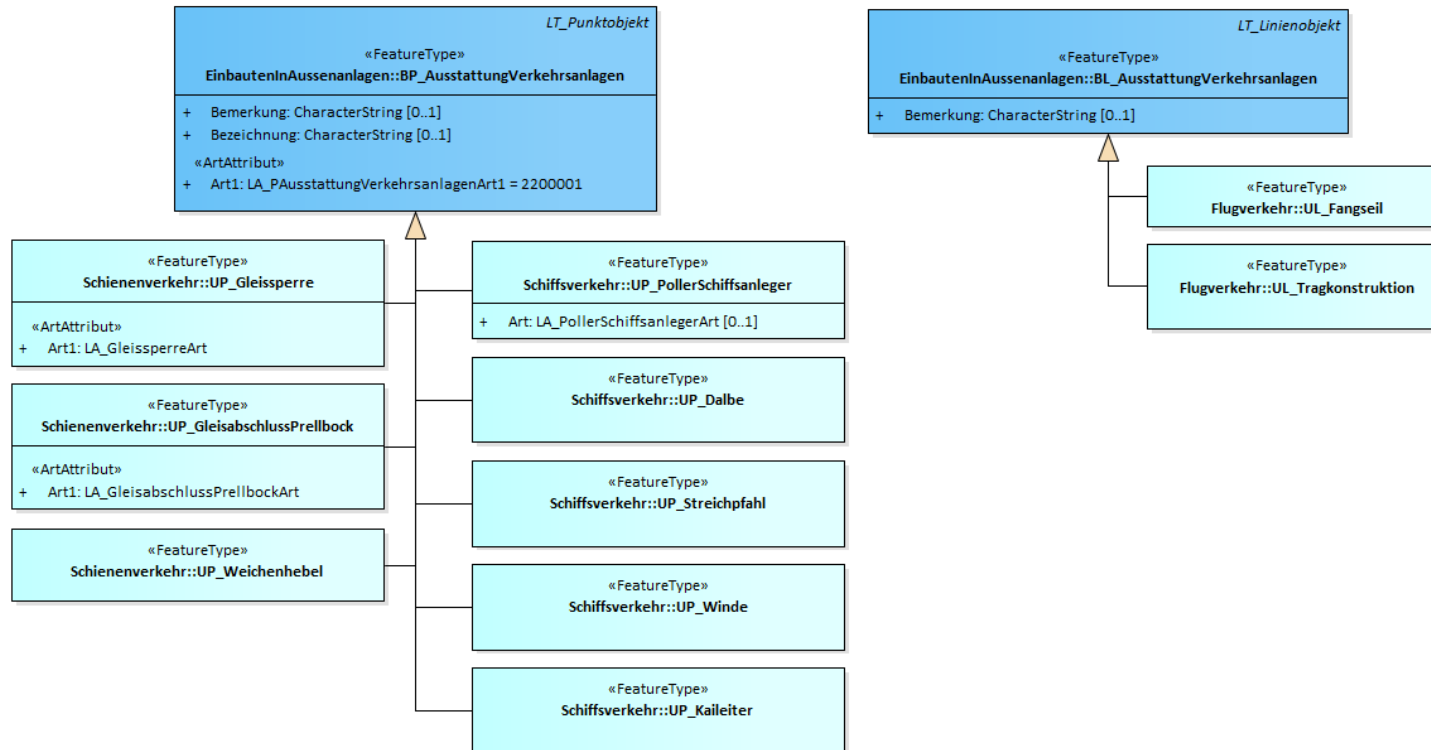 LT_Punktobjekt
«FeatureType»
EinbautenInAussenanlagen::BP_AusstattungVerkehrsanlagen
+ Bemerkung: CharacterString [0..1]
+ Bezeichnung: CharacterString [0..1]
«ArtAttribut»
+ Art1: LA_PAusstattungVerkehrsanlagenArt1 = 2200001
«FeatureType»
Schienenverkehr::UP_Gleissperre
«ArtAttribut»
+ Art1: LA_GleissperreArt
«FeatureType»
Schienenverkehr::UP_GleisabschlussPrellbock
«ArtAttribut»
+ Art1: LA_GleisabschlussPrellbockArt
«FeatureType»
Schienenverkehr::UP_Weichenhebel
«FeatureType»
Schiffsverkehr::UP_PollerSchiffsanleger
+ Art: LA_PollerSchiffsanlegerArt [0..1]
«FeatureType»
Schiffsverkehr::UP_Dalbe
«FeatureType»
Schiffsverkehr::UP_Streichpfahl
«FeatureType»
Schiffsverkehr::UP_Winde
«FeatureType»
Schiffsverkehr::UP_Kaileiter
LT_Linienobjekt
«FeatureType»
EinbautenInAussenanlagen::BL_AusstattungVerkehrsanlagen
+ Bemerkung: CharacterString [0..1]
«FeatureType»
Flugverkehr::UL_Fangseil
«FeatureType»
Flugverkehr::UL_Tragkonstruktion